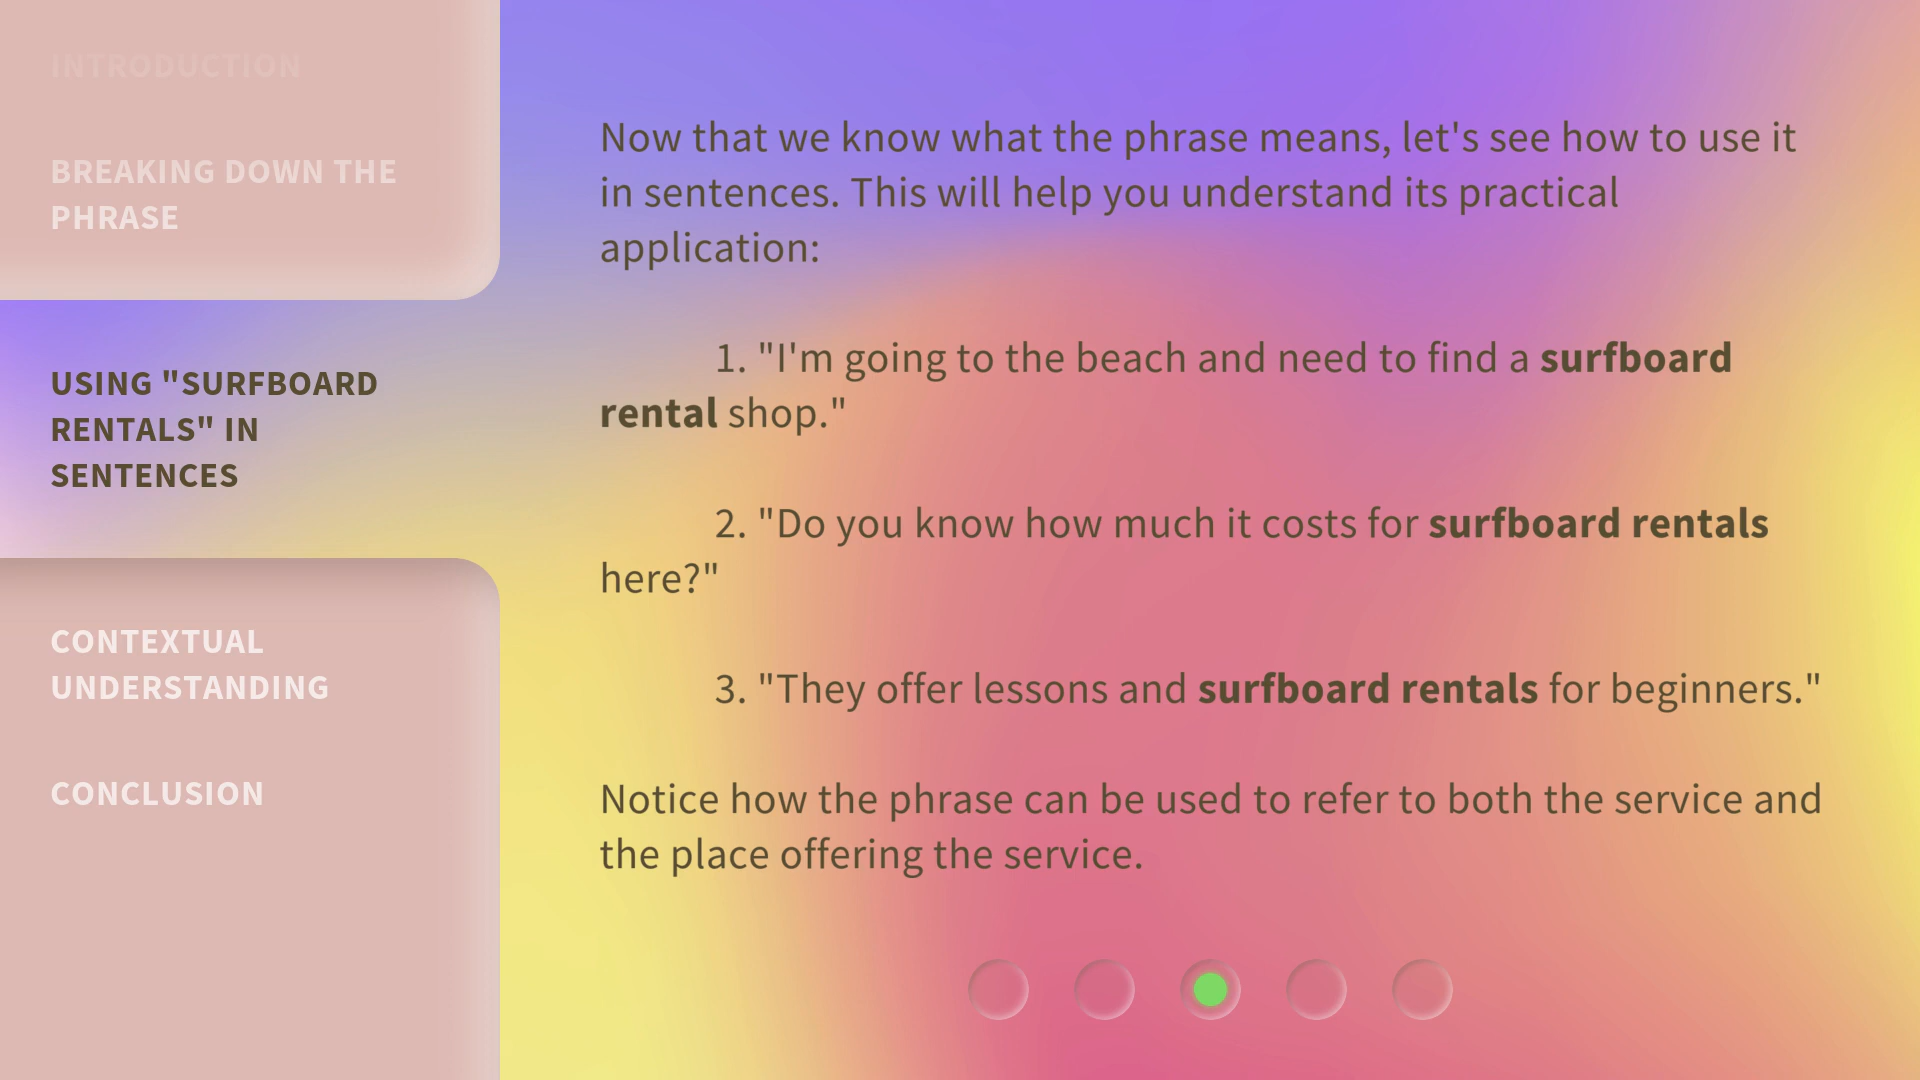 INTRODUCTION
BREAKING DOWN THE
PHRASE
USING "SURFBOARD
RENTALS" IN
SENTENCES
CONTEXTUAL
UNDERSTANDING
CONCLUSION
Now that we know what the phrase means, let's see how to use it
in sentences. This will help you understand its practical
application:
1. "I'm going to the beach and need to find a surfboard
rental shop."
2. "Do you know how much it costs for surfboard rentals
here?"
3. "They offer lessons and surfboard rentals for beginners."
Notice how the phrase can be used to refer to both the service and
the place offering the service.